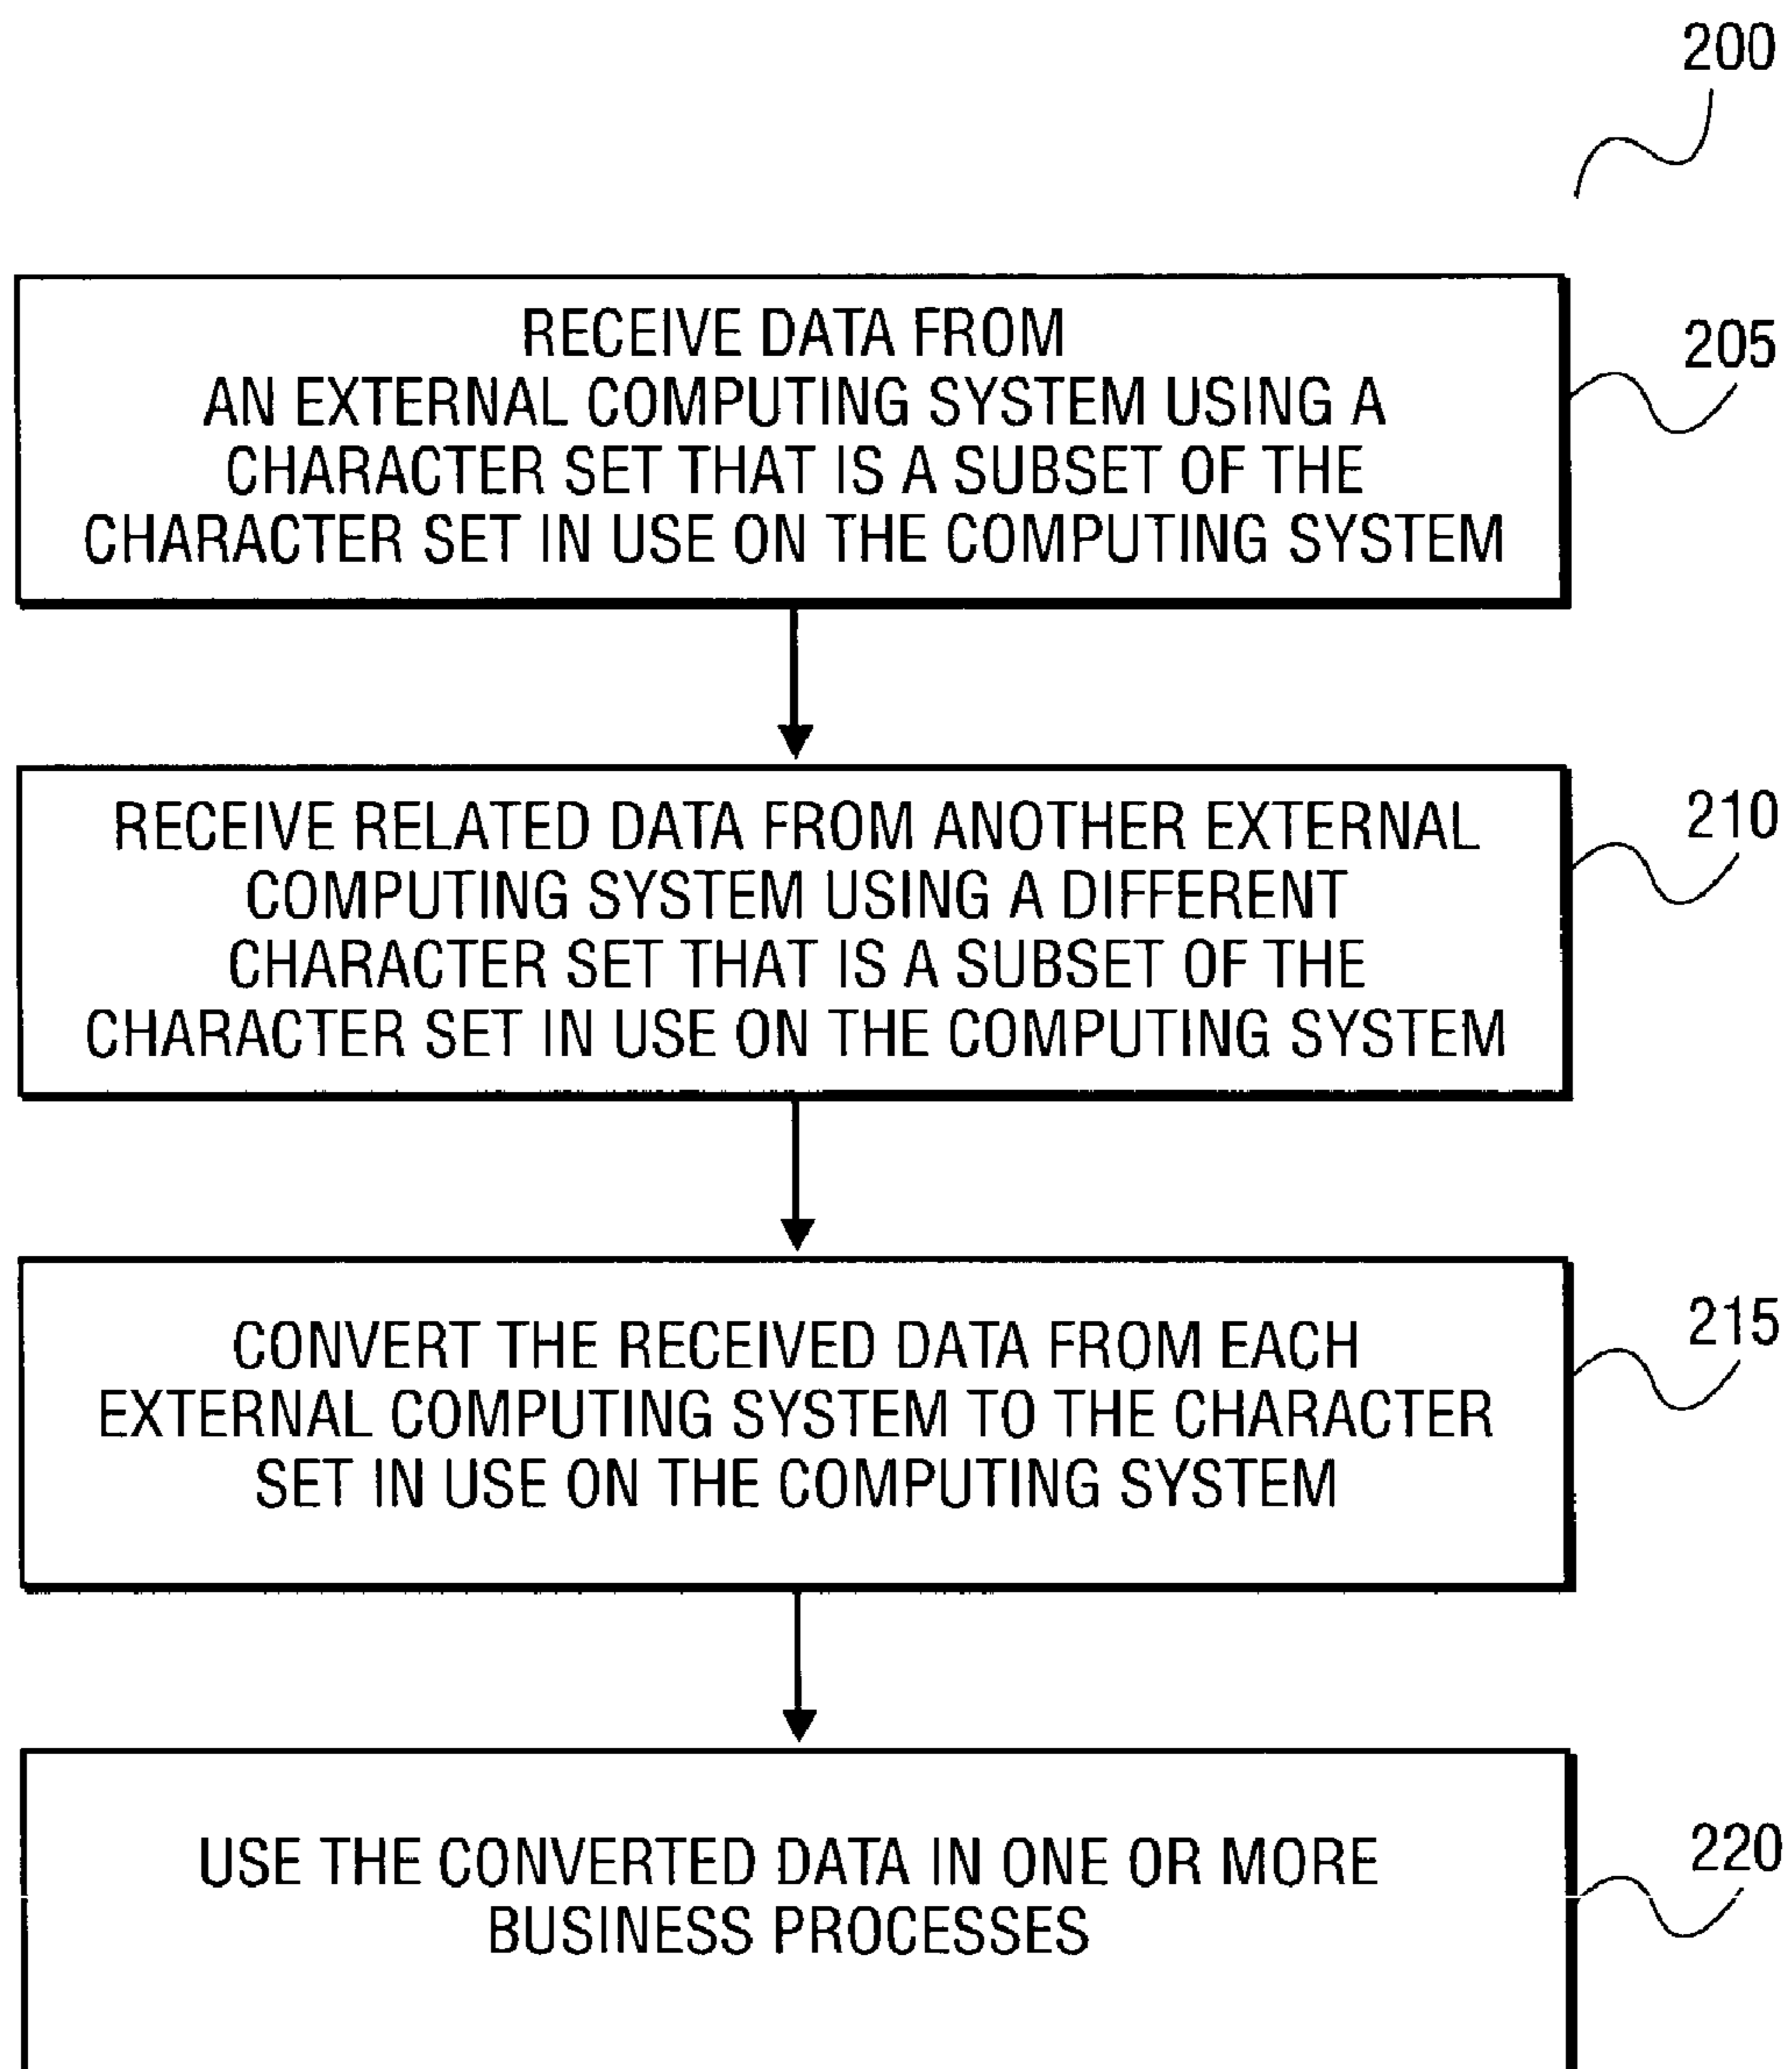 200
RECEIVE DATA FROM
AN EXTERNAL COMPUTING SYSTEM USING A
CHARACTER SET THAT IS A SUBSET OF THE
CHARACTER SET IN USE ON THE COMPUTING SYSTEM
205
RECEIVE RELATED DATA FROM ANOTHER EXTERNAL
COMPUTING SYSTEM USING A DIFFERENT
CHARACTER SET THAT IS A SUBSET OF THE
CHARACTER SET IN USE ON THE COMPUTING SYSTEM
210
CONVERT THE RECEIVED DATA FROM EACH
EXTERNAL COMPUTING SYSTEM TO THE CHARACTER
SET IN USE ON THE COMPUTING SYSTEM
215
USE THE CONVERTED DATA IN ONE OR MORE
BUSINESS PROCESSES
220